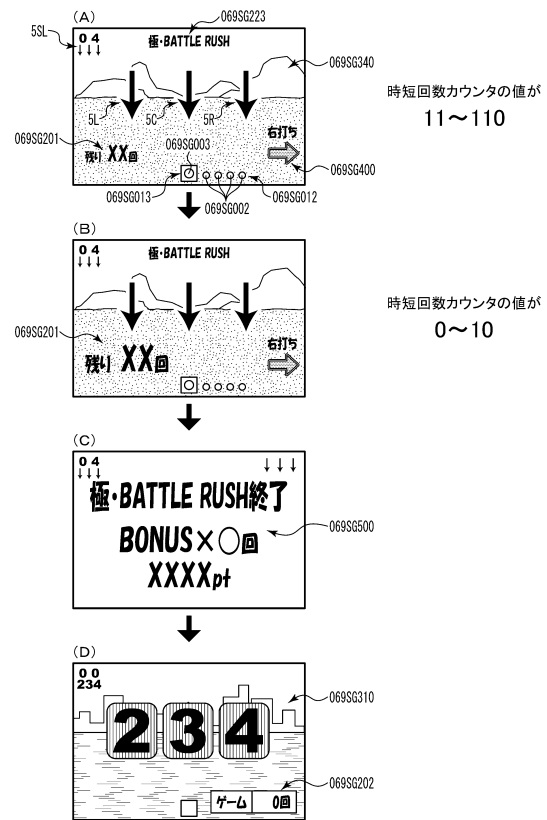 (A)
069SG223
5SL
0 4
極・BATTLE RUSH
069SG340
5L
5C
5R
時短回数カウンタの値が
11～110
069SG201
069SG003
残り XX回
右打ち
069SG400
069SG013
069SG012
069SG002
(B)
0 4
極・BATTLE RUSH
069SG201
時短回数カウンタの値が
0～10
残り XX回
右打ち
(C)
0 4
極・BATTLE RUSH終了
BONUS×○回
069SG500
XXXXpt
(D)
0 0
234
069SG310
2 3 4
069SG202
ゲーム 0回